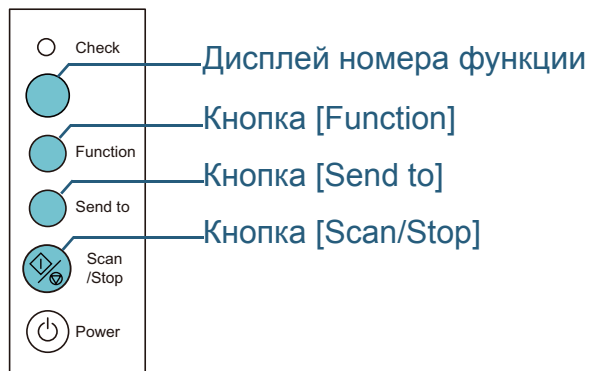 Check
Дисплей номера функции
Кнопка [Function]
Function
Кнопка [Send to]
Send to
Кнопка [Scan/Stop]
Scan
/Stop
Power